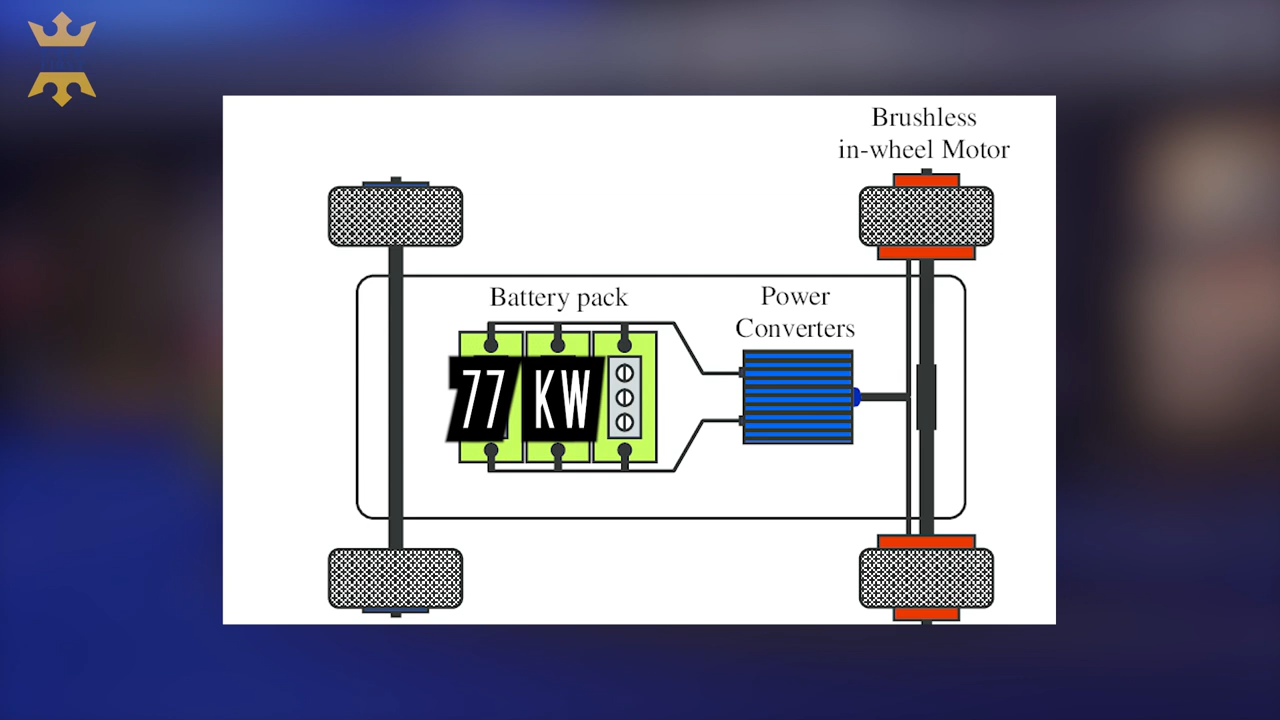 Brushless
in-wheel Motor
Battery pack
Power
Converters
77 KW